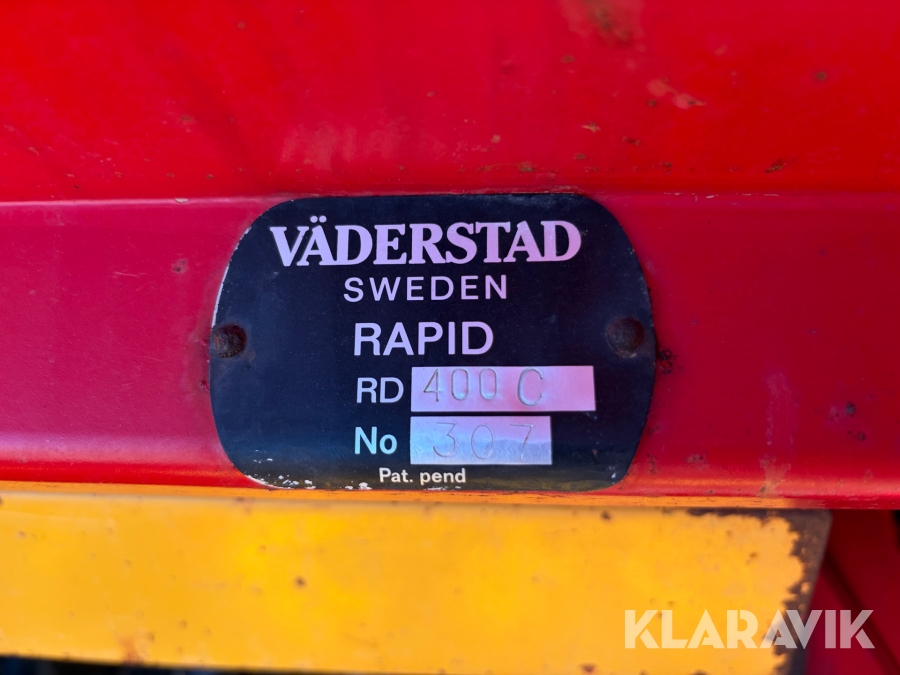 VÄDERSTAD
SWEDEN
RAPID
RD 400 C
No 307
Pat. pend
KLARAVIK